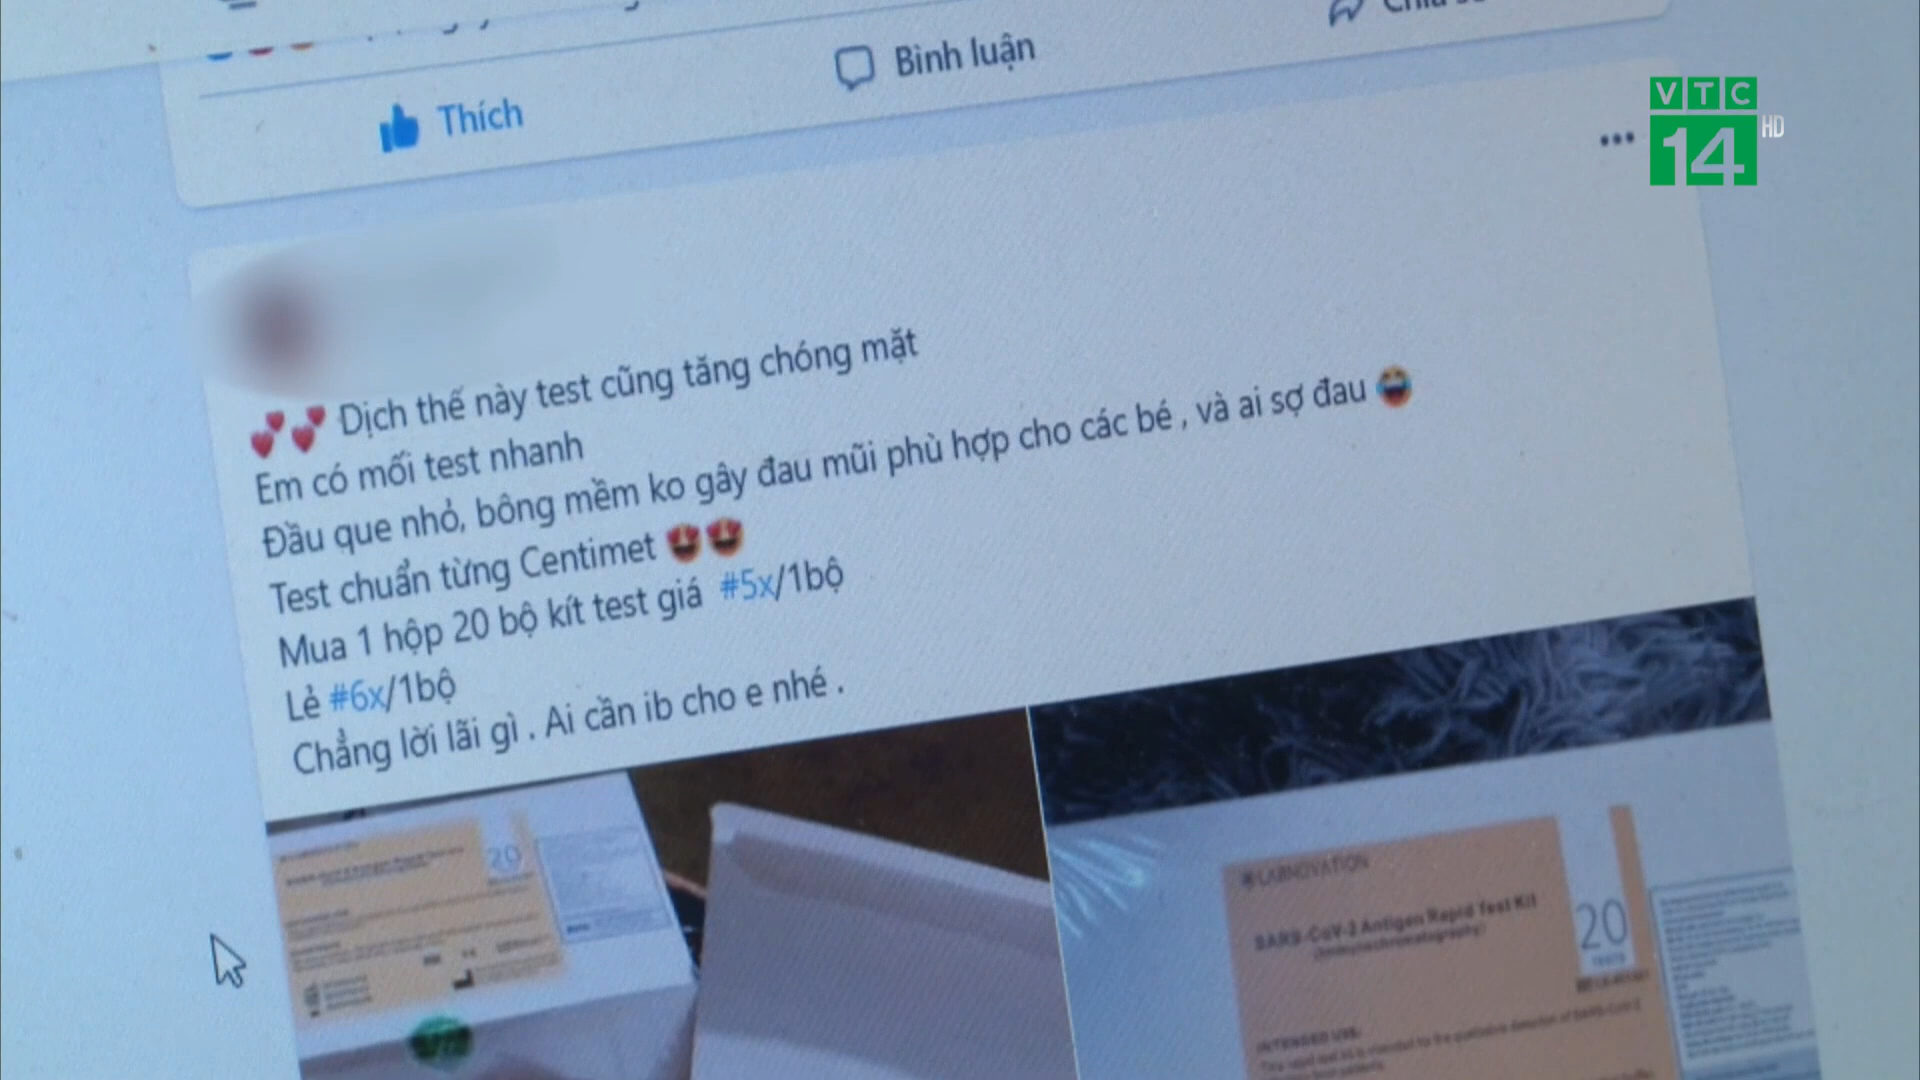 Thích
Bình luận
VTC
14
HD
💕💕 Dịch thế này test cũng tăng chóng mặt
Em có mối test nhanh
Đầu que nhỏ, bông mềm ko gây đau mũi phù hợp cho các bé , và ai sợ đau 😂
Test chuẩn từng Centimet 🤩🤩
Mua 1 hộp 20 bộ kít test giá #5x/1bộ
Lẻ #6x/1bộ
Chẳng lời lãi gì . Ai cần ib cho e nhé .
20
LABNOVATION
SARS-CoV-2 Antigen Rapid Test Kit
(Immunochromatography)
20
TESTS
INTENDED USE: